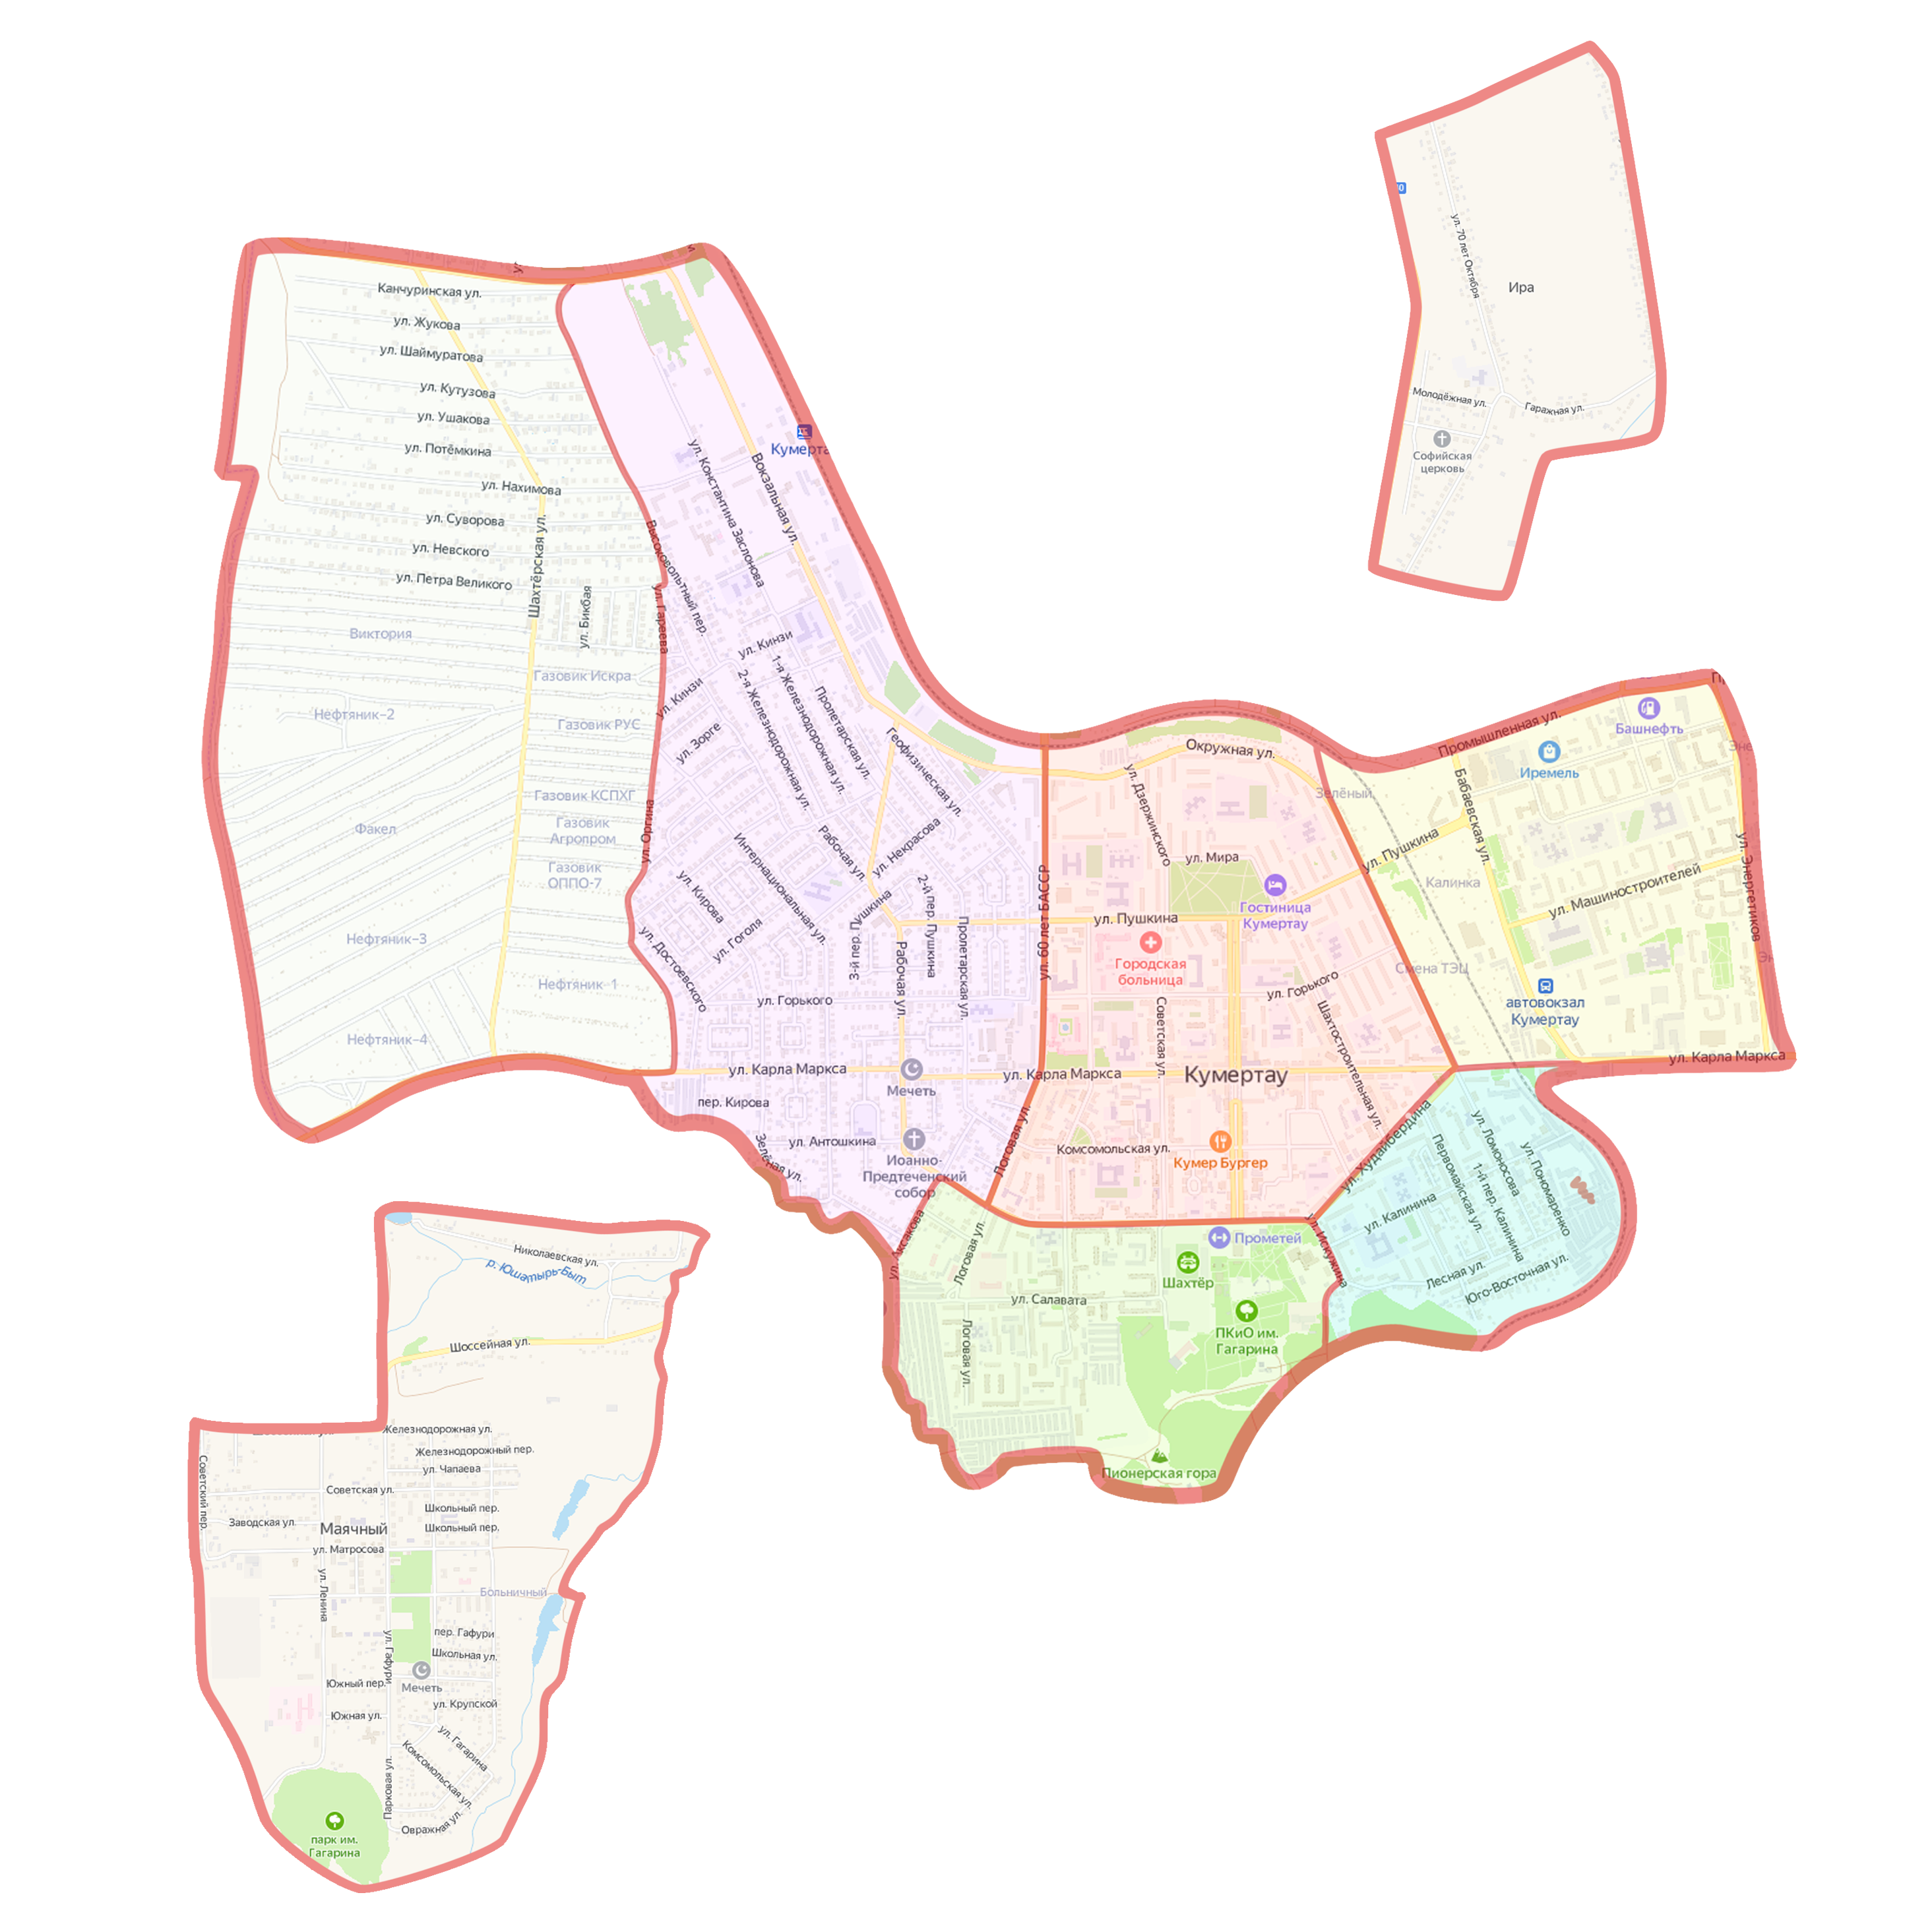 ул. 70 лет Октября
Ира
Молодёжная ул.
Гаражная ул.
Софийская
церковь
Канчуринская ул.
ул. Жукова
ул. Шаймуратова
ул. Кутузова
ул. Ушакова
ул. Потёмкина
ул. Нахимова
ул. Суворова
ул. Невского
ул. Петра Великого
Шахтёрская ул.
ул. Бикбая
Виктория
Газовик Искра
Нефтяник-2
Газовик РУС
Газовик КСПХГ
Факел
Газовик
Агропром
Газовик
ОППО-7
Нефтяник-3
Нефтяник-1
Нефтяник-4
Кумерта
ул. Константина Заслонова
Вокзальная ул.
Высоковольтный пер.
ул. Гареева
ул. Кинзи
ул. Кинзи
1-я Железнодорожная ул.
2-я Железнодорожная ул.
Пролетарская ул.
ул. Зорге
Геофизическая ул.
ул. Оргина
Интернациональная ул.
Рабочая ул.
ул. Некрасова
ул. Кирова
ул. Гоголя
ул. Достоевского
3-й пер. Пушкина
2-й пер. Пушкина
Пролетарская ул.
Рабочая ул.
ул. Горького
ул. Карла Маркса
Мечеть
пер. Кирова
ул. Антошкина
Зелёная ул.
Иоанно-
Предтеченский
собор
ул. 60 лет БАССР
Окружная ул.
ул. Дзержинского
ул. Мира
Гостиница
Кумертау
ул. Пушкина
Городская
больница
ул. Горького
Советская ул.
Шахтостроительная ул.
ул. Карла Маркса
Кумертау
Логовая ул.
Комсомольская ул.
Кумер Бургер
Промышленная ул.
Башнефть
Иремель
Зелёный
Бабаевская ул.
ул. Пушкина
Калинка
ул. Машиностроителей
ул. Энергетиков
Смена ТЭЦ
автовокзал
Кумертау
ул. Карла Маркса
ул. Худайбердина
ул. Ломоносова
Первомайская ул.
1-й пер. Калинина
ул. Пономаренко
ул. Калинина
Лесная ул.
Юго-Восточная ул.
ул. Искужина
ул. Аксакова
Логовая ул.
Прометей
Шахтёр
ул. Салавата
Логовая ул.
ПКиО им.
Гагарина
Пионерская гора
Николаевская ул.
р. Юшатырь-Быт
Шоссейная ул.
Железнодорожная ул.
Железнодорожный пер.
ул. Чапаева
Советский пер.
Советская ул.
Школьный пер.
Заводская ул.
Маячный
Школьный пер.
ул. Матросова
ул. Ленина
Больничный
ул. Гафури
пер. Гафури
Школьная ул.
Южный пер.
Мечеть
ул. Крупской
Южная ул.
ул. Гагарина
Комсомольская ул.
Парковая ул.
Овражная ул.
парк им.
Гагарина